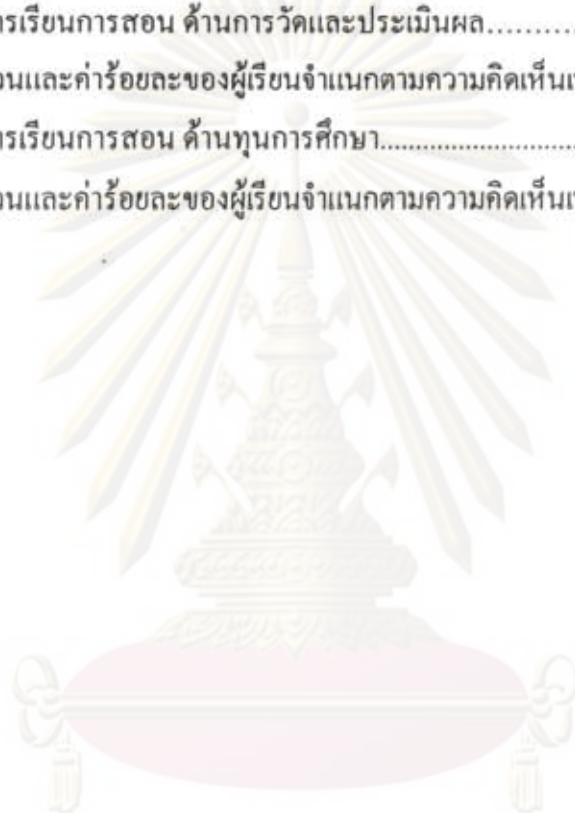 ารเรียนการสอน ด้านการวัดและประเมินผล............
วนและค่าร้อยละของผู้เรียนจำแนกตามความคิดเห็นเ
ารเรียนการสอน ด้านทุนการศึกษา..............................
วนและค่าร้อยละของผู้เรียนจำแนกตามความคิดเห็นเ